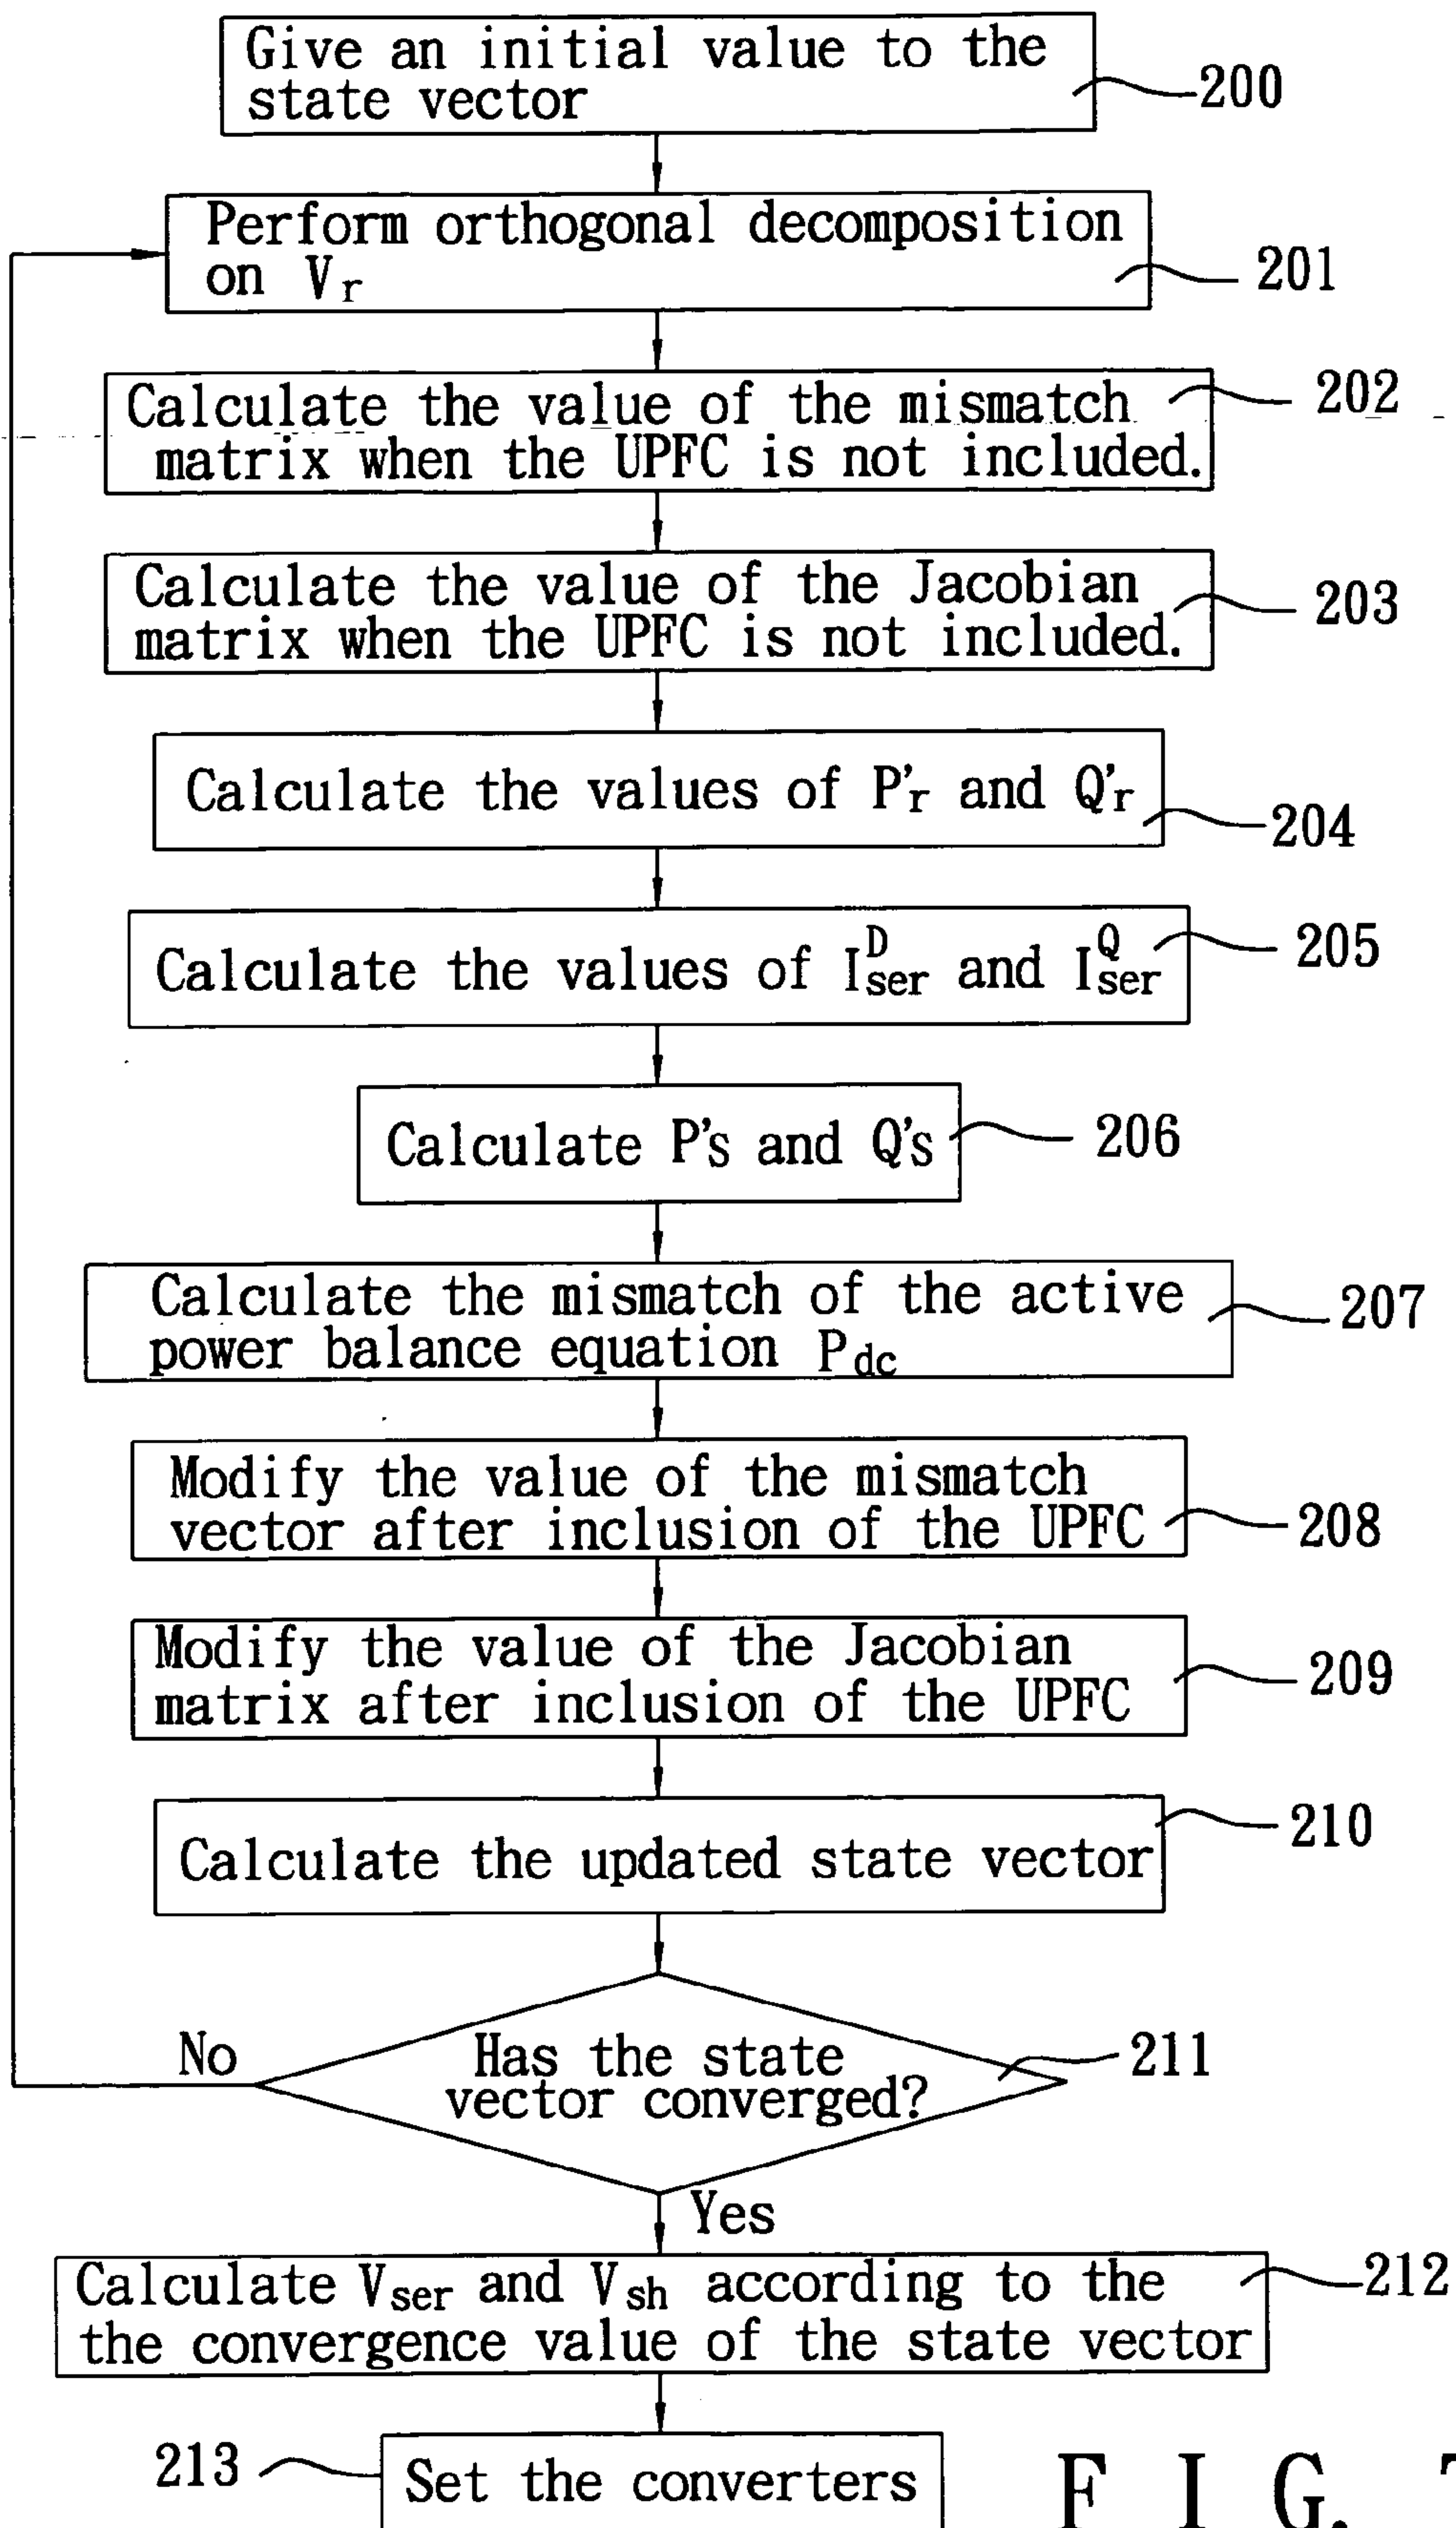 Give an initial value to the
state vector
200
Perform orthogonal decomposition
on Vr
201
Calculate the value of the mismatch
matrix when the UPFC is not included.
202
Calculate the value of the Jacobian
matrix when the UPFC is not included.
203
Calculate the values of P'r and Q'r
204
Calculate the values of I^D_ser and I^Q_ser
205
Calculate P's and Q's
206
Calculate the mismatch of the active
power balance equation Pdc
207
Modify the value of the mismatch
vector after inclusion of the UPFC
208
Modify the value of the Jacobian
matrix after inclusion of the UPFC
209
Calculate the updated state vector
210
No
Has the state
vector converged?
211
Yes
Calculate Vser and Vsh according to the
the convergence value of the state vector
212
213
Set the converters
FIG.